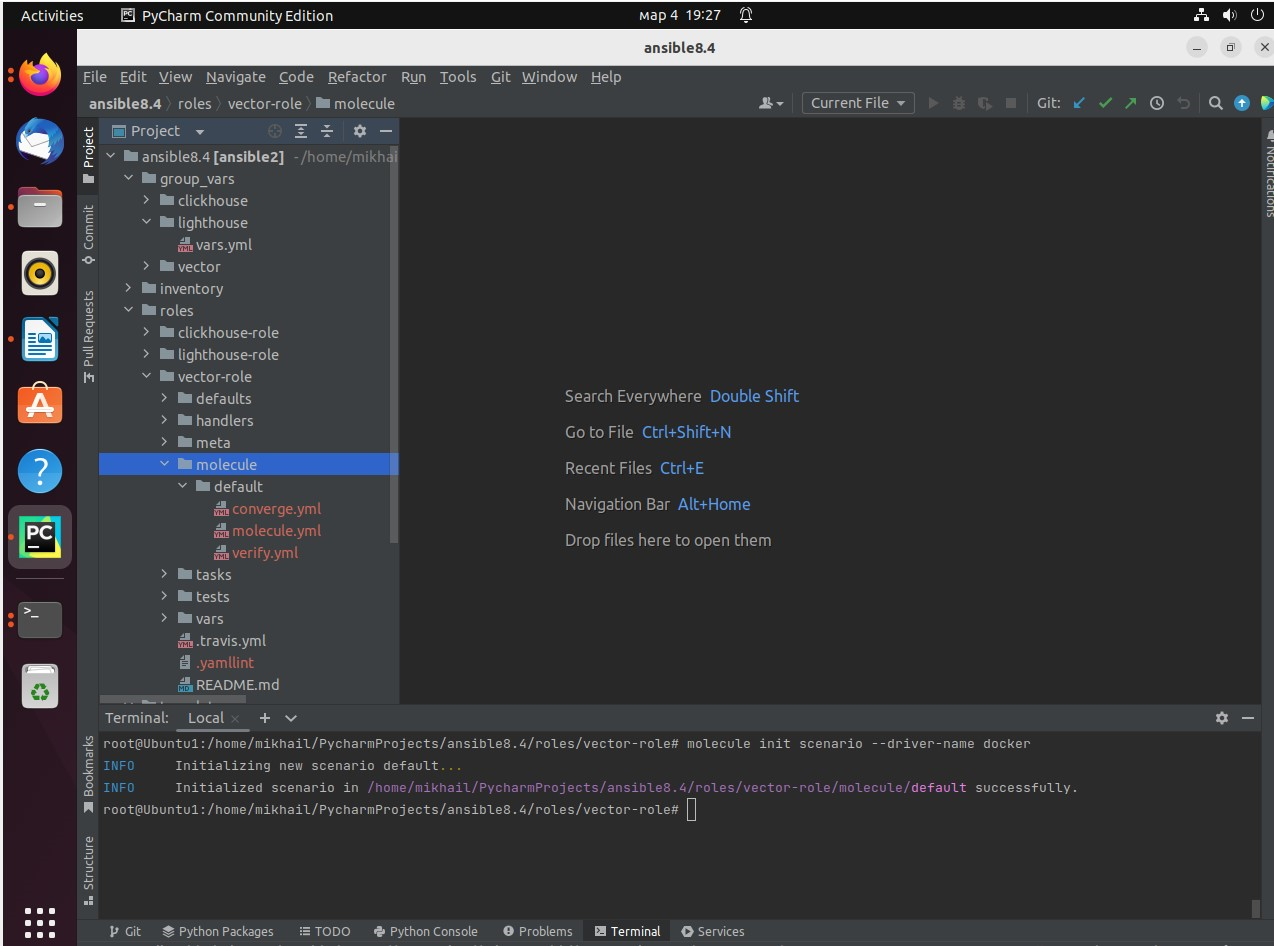 Activities PyCharm Community Edition мар 4 19:27
ansible8.4
File Edit View Navigate Code Refactor Run Tools Git Window Help
ansible8.4 roles vector-role molecule Current File Git:
Project
Project
Commit
Pull Requests
Bookmarks
Structure
Notifications
ansible8.4 [ansible2] ~/home/mikhai
group_vars
clickhouse
lighthouse
vars.yml
vector
inventory
roles
clickhouse-role
lighthouse-role
vector-role
defaults
handlers
meta
molecule
default
converge.yml
molecule.yml
verify.yml
tasks
tests
vars
.travis.yml
.yamllint
README.md
Search Everywhere Double Shift
Go to File Ctrl+Shift+N
Recent Files Ctrl+E
Navigation Bar Alt+Home
Drop files here to open them
Terminal: Local
root@Ubuntu1:/home/mikhail/PycharmProjects/ansible8.4/roles/vector-role# molecule init scenario --driver-name docker
INFO Initializing new scenario default...
INFO Initialized scenario in /home/mikhail/PycharmProjects/ansible8.4/roles/vector-role/molecule/default successfully.
root@Ubuntu1:/home/mikhail/PycharmProjects/ansible8.4/roles/vector-role#
Git Python Packages TODO Python Console Problems Terminal Services